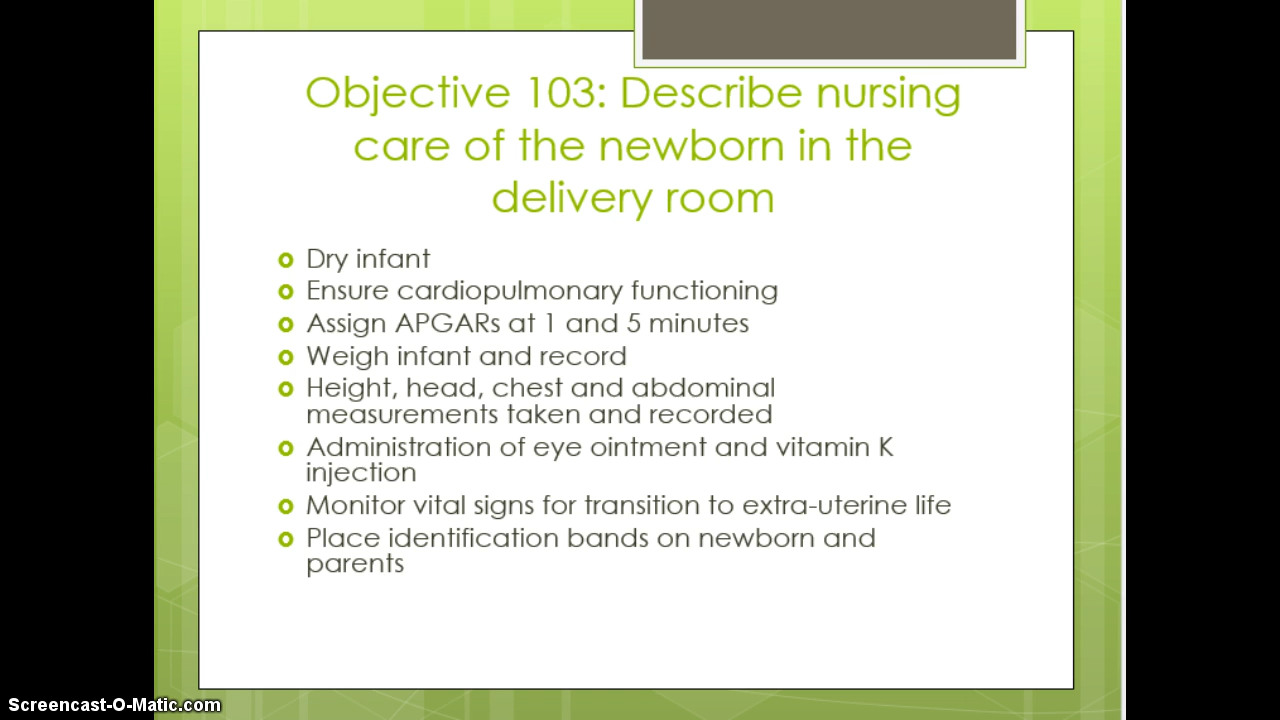 Objective 103: Describe nursing
care of the newborn in the
delivery room
Dry infant
Ensure cardiopulmonary functioning
Assign APGARs at 1 and 5 minutes
Weigh infant and record
Height, head, chest and abdominal
measurements taken and recorded
Administration of eye ointment and vitamin K
injection
Monitor vital signs for transition to extra-uterine life
Place identification bands on newborn and
parents
Screencast-O-Matic.com